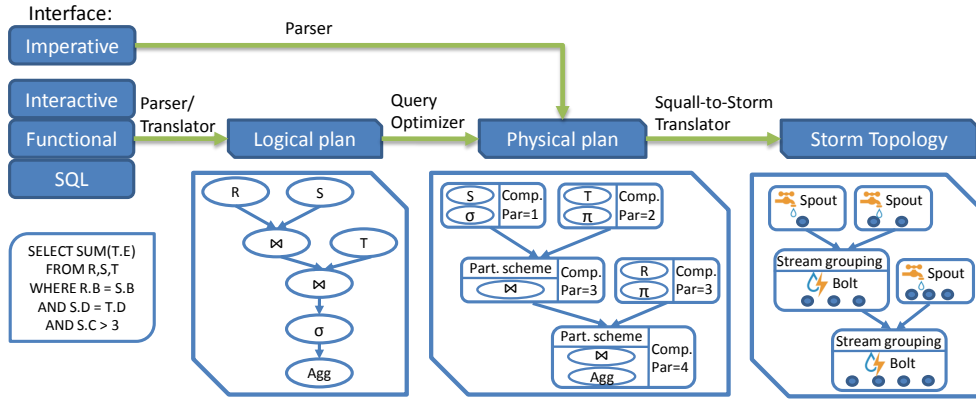 Interface:
Imperative
Parser
Interactive
Functional
SQL
Parser/
Translator
Logical plan
Query
Optimizer
Physical plan
Squall-to-Storm
Translator
Storm Topology
SELECT SUM(T.E)
FROM R,S,T
WHERE R.B = S.B
AND S.D = T.D
AND S.C > 3
R
S
⋈
T
⋈
σ
Agg
S
σ
Comp.
Par=1
T
π
Comp.
Par=2
Part. scheme
⋈
Comp.
Par=3
R
π
Comp.
Par=3
Part. scheme
⋈
Agg
Comp.
Par=4
Spout
Spout
Stream grouping
Bolt
Spout
Stream grouping
Bolt